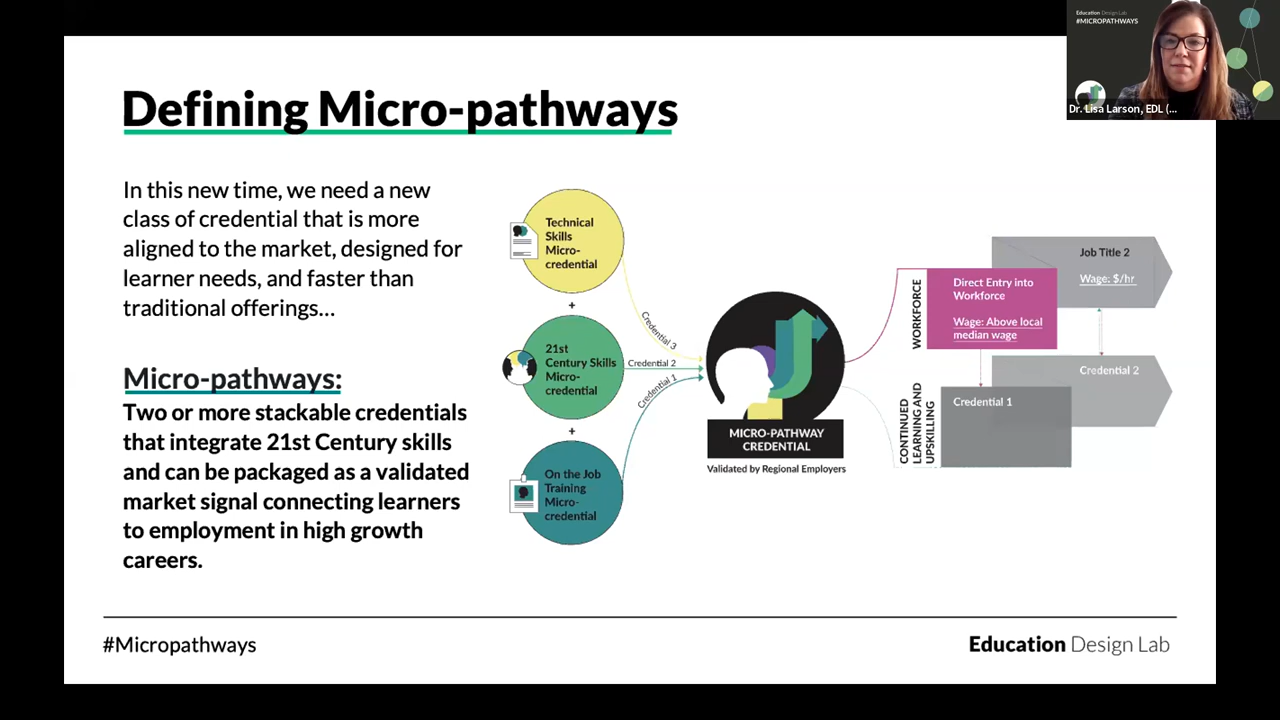 Education Design Lab
#MICROPATHWAYS
Dr. Lisa Larson, EDL (...
Defining Micro-pathways
In this new time, we need a new
class of credential that is more
aligned to the market, designed for
learner needs, and faster than
traditional offerings...
Micro-pathways:
Two or more stackable credentials
that integrate 21st Century skills
and can be packaged as a validated
market signal connecting learners
to employment in high growth
careers.
Technical
Skills
Micro-
credential
+
21st
Century Skills
Micro-
credential
+
On the Job
Training
Micro-
credential
Credential 3
Credential 2
Credential 1
MICRO-PATHWAY
CREDENTIAL
Validated by Regional Employers
WORKFORCE
Direct Entry into
Workforce
Wage: Above local
median wage
Job Title 2
Wage: $/hr
CONTINUED
LEARNING AND
UPSKILLING
Credential 1
Credential 2
#Micropathways
Education Design Lab